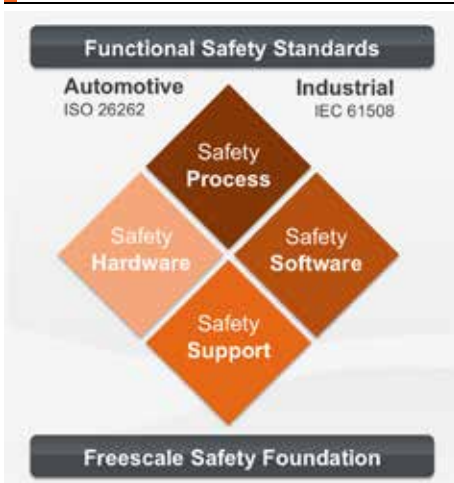 Functional Safety Standards
Automotive
ISO 26262
Industrial
IEC 61508
Safety
Process
Safety
Hardware
Safety
Software
Safety
Support
Freescale Safety Foundation